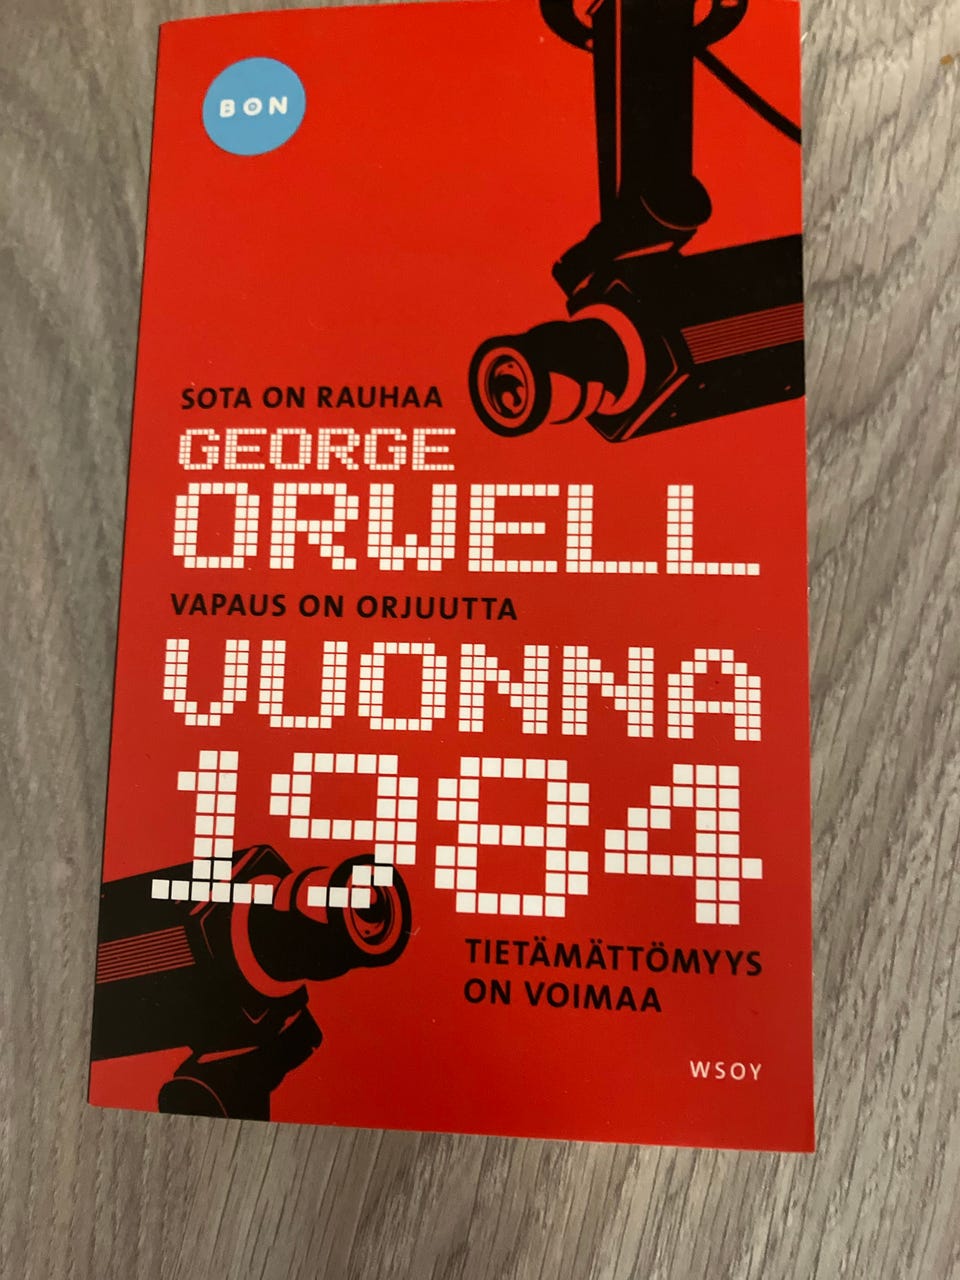 BON
SOTA ON RAUHAA
GEORGE
ORWELL
VAPAUS ON ORJUUTTA
VUONNA
1984
TIETÄMÄTTÖMYYS
ON VOIMAA
WSOY